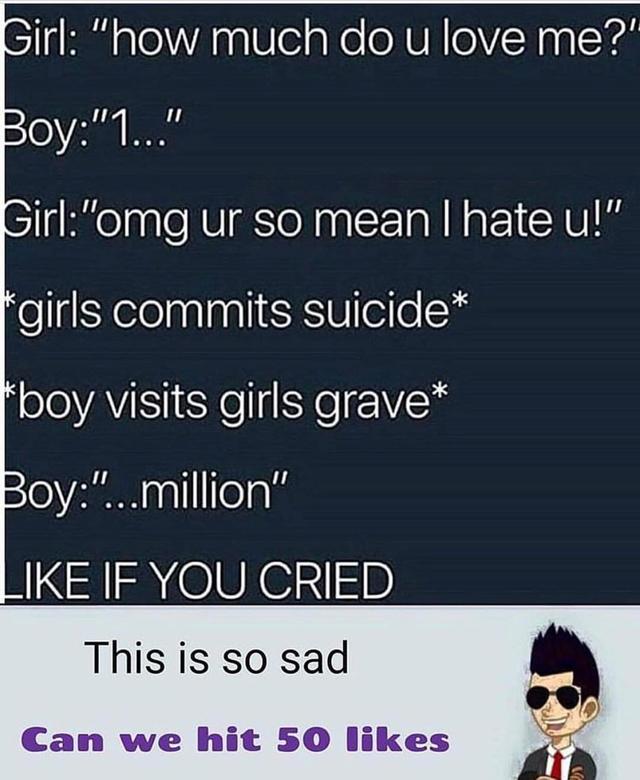 Girl: "how much do u love me?"
Boy:"1..."
Girl:"omg ur so mean I hate u!"
*girls commits suicide*
*boy visits girls grave*
Boy:"...million"
LIKE IF YOU CRIED
This is so sad
Can we hit 50 likes